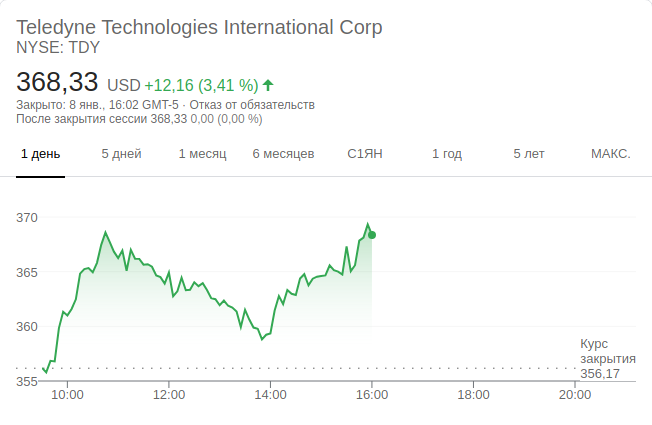 Teledyne Technologies International Corp
NYSE: TDY
368,33 USD +12,16 (3,41 %)
Закрыто: 8 янв., 16:02 GMT-5 · Отказ от обязательств
После закрытия сессии 368,33 0,00 (0,00 %)
1 день 5 дней 1 месяц 6 месяцев С1ЯН 1 год 5 лет МАКС.
370
365
360
Курс
закрытия
356,17
355
10:00 12:00 14:00 16:00 18:00 20:00